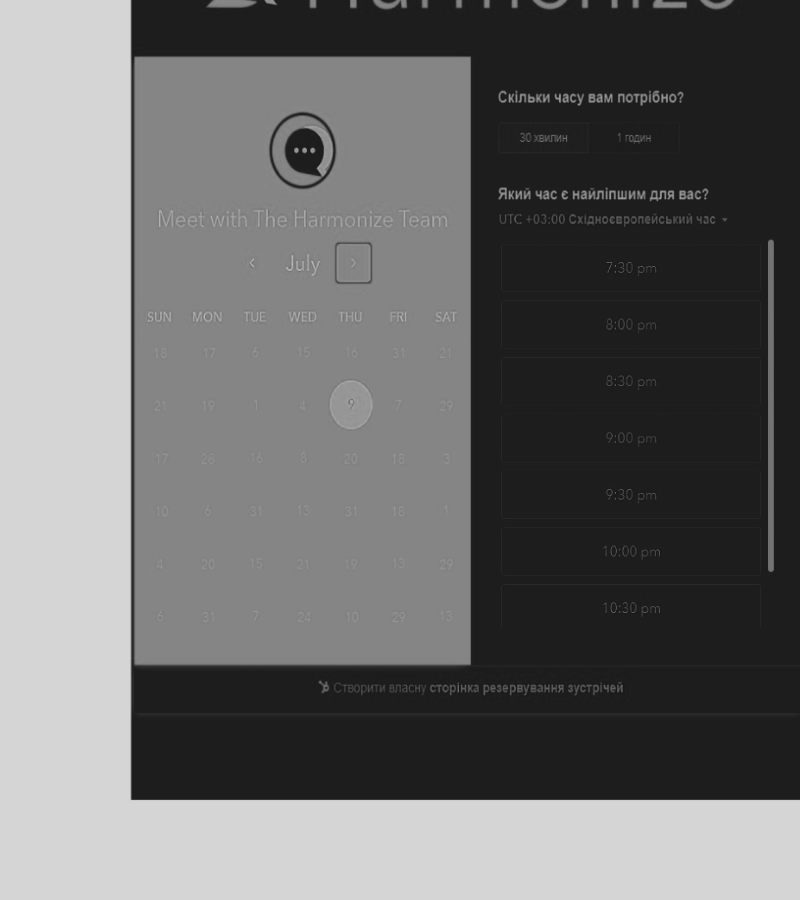 Harmonize
Meet with The Harmonize Team
July
SUN MON TUE WED THU FRI SAT
18 17 6 15 16 31 21
21 19 1 4 9 7 29
17 26 16 8 20 18 3
10 6 31 13 31 18 1
4 20 15 21 19 13 29
6 31 7 24 10 29 13
Скільки часу вам потрібно?
30 хвилин 1 годин
Який час є найліпшим для вас?
UTC +03:00 Східноєвропейський час
7:30 pm
8:00 pm
8:30 pm
9:00 pm
9:30 pm
10:00 pm
10:30 pm
Створити власну сторінка резервування зустрічей